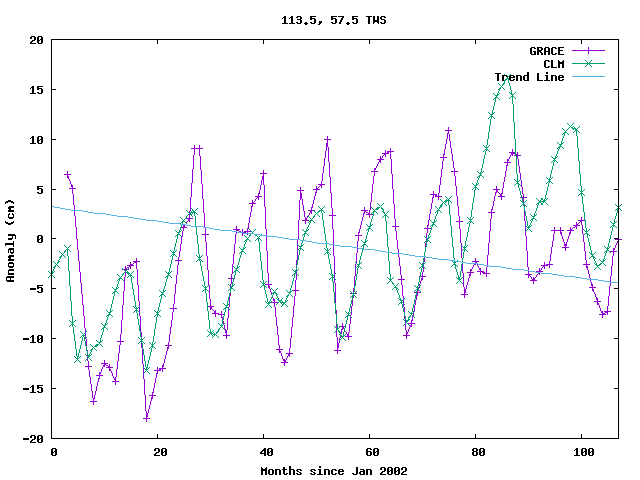 113.5, 57.5 TWS
GRACE
CLM
Trend Line
20
15
10
5
0
-5
-10
-15
-20
Anomaly (cm)
0 20 40 60 80 100
Months since Jan 2002